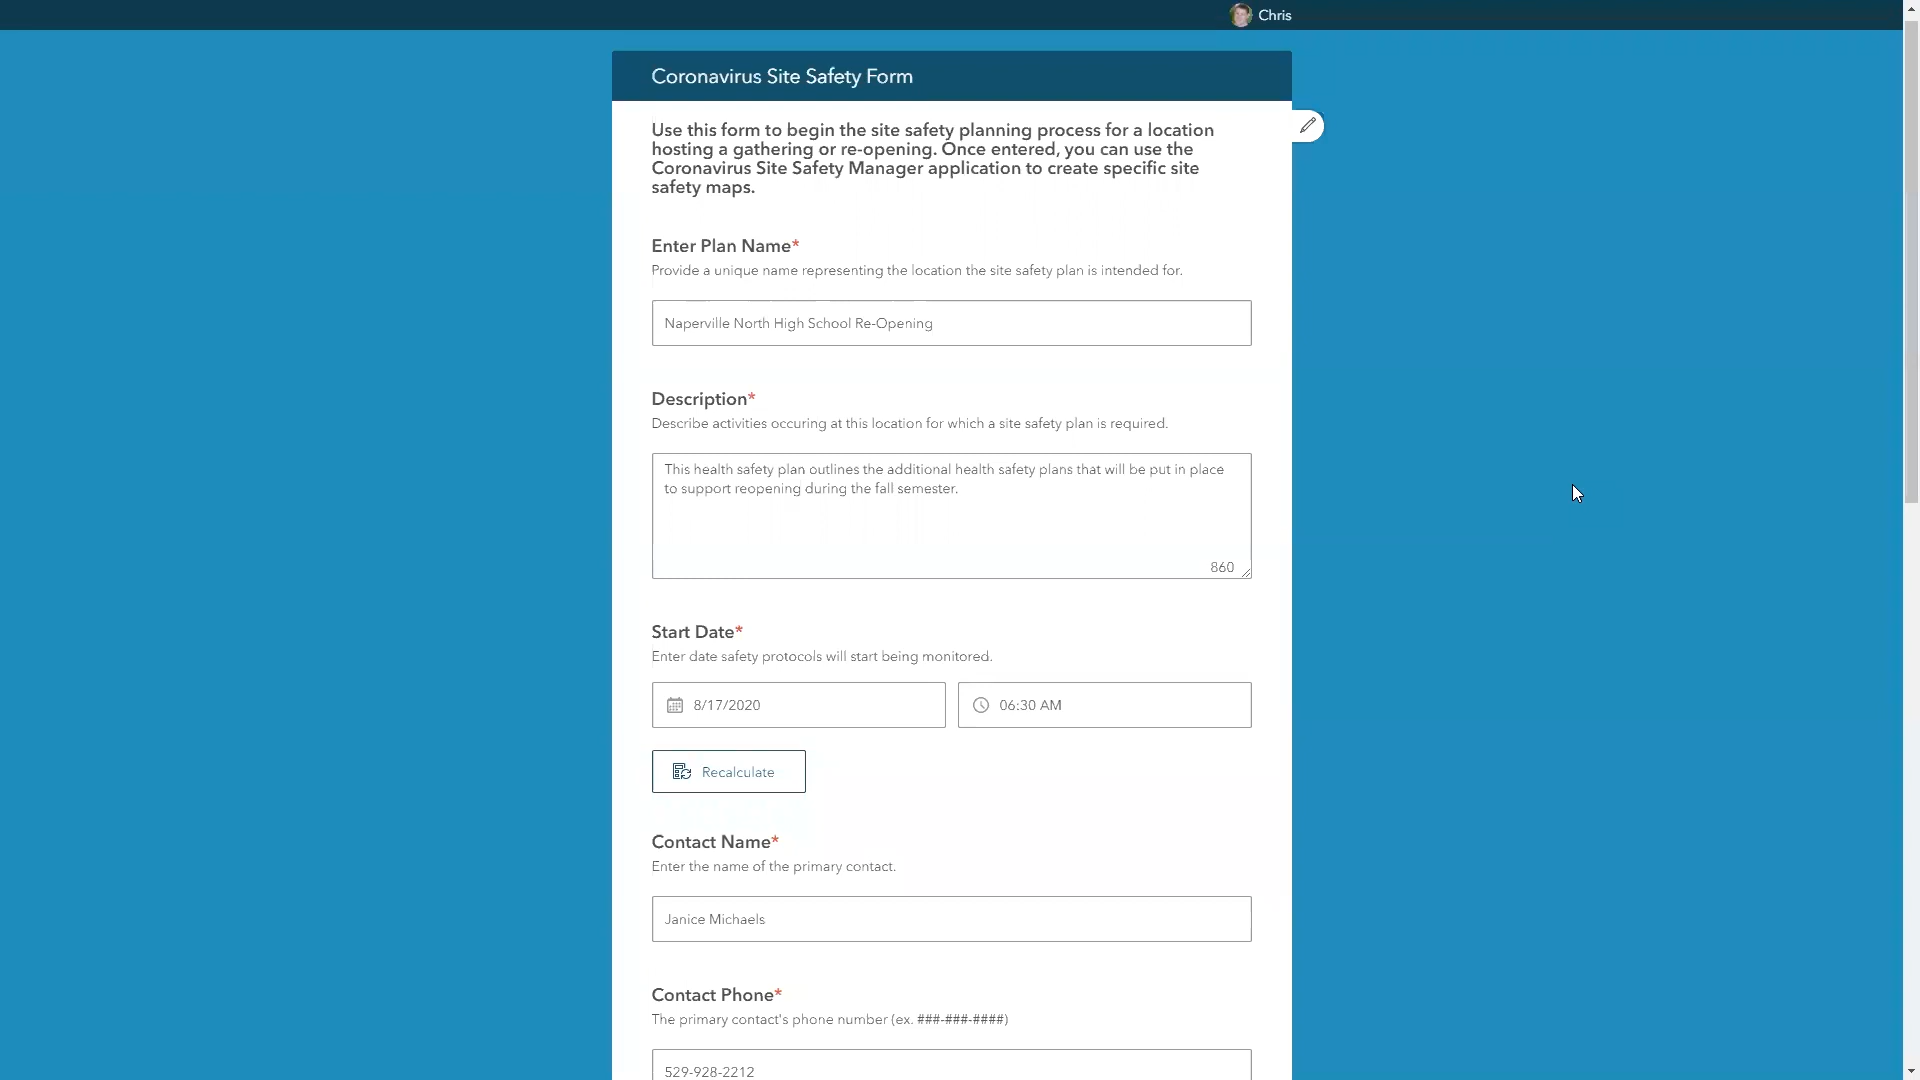 Chris
Coronavirus Site Safety Form
Use this form to begin the site safety planning process for a location
hosting a gathering or re-opening. Once entered, you can use the
Coronavirus Site Safety Manager application to create specific site
safety maps.
Enter Plan Name*
Provide a unique name representing the location the site safety plan is intended for.
Naperville North High School Re-Opening
Description*
Describe activities occuring at this location for which a site safety plan is required.
This health safety plan outlines the additional health safety plans that will be put in place
to support reopening during the fall semester.
860
Start Date*
Enter date safety protocols will start being monitored.
8/17/2020 06:30 AM
Recalculate
Contact Name*
Enter the name of the primary contact.
Janice Michaels
Contact Phone*
The primary contact's phone number (ex. ###-###-####)
529-928-2212